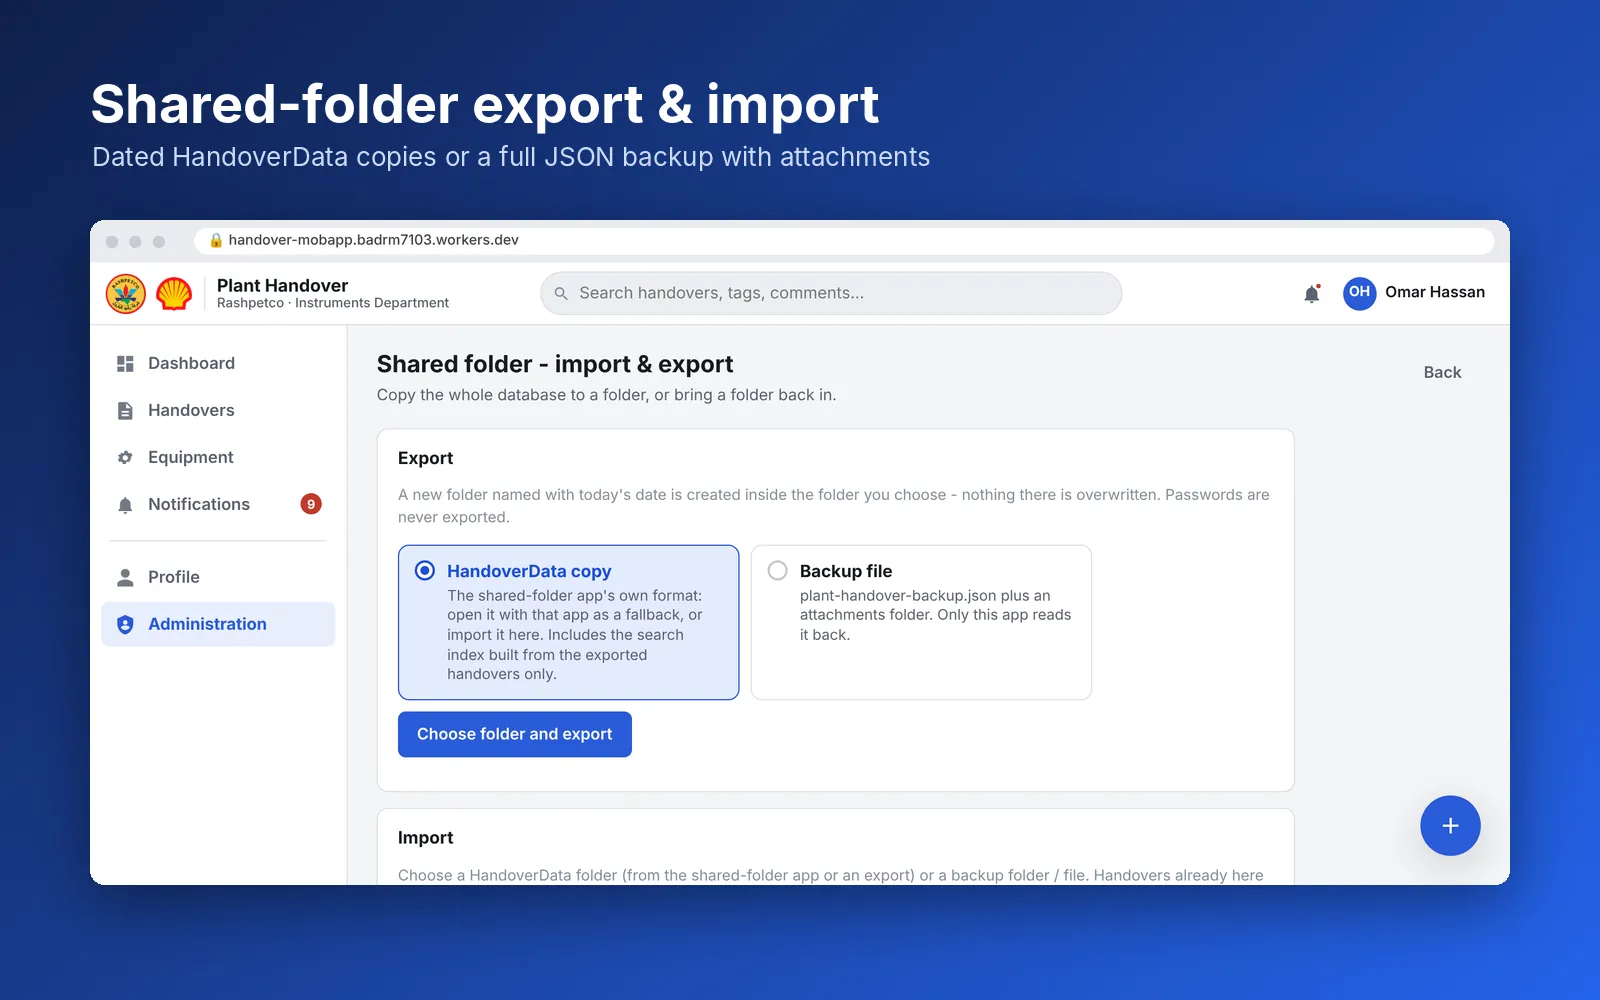 Shared-folder export & import
Dated HandoverData copies or a full JSON backup with attachments
handover-mobapp.badrm7103.workers.dev
RASHPETCO
Plant Handover
Rashpetco · Instruments Department
Search handovers, tags, comments...
OH
Omar Hassan
Dashboard
Handovers
Equipment
Notifications
9
Profile
Administration
Shared folder - import & export
Copy the whole database to a folder, or bring a folder back in.
Back
Export
A new folder named with today's date is created inside the folder you choose - nothing there is overwritten. Passwords are
never exported.
HandoverData copy
The shared-folder app's own format:
open it with that app as a fallback, or
import it here. Includes the search
index built from the exported
handovers only.
Backup file
plant-handover-backup.json plus an
attachments folder. Only this app reads
it back.
Choose folder and export
+
Import
Choose a HandoverData folder (from the shared-folder app or an export) or a backup folder / file. Handovers already here